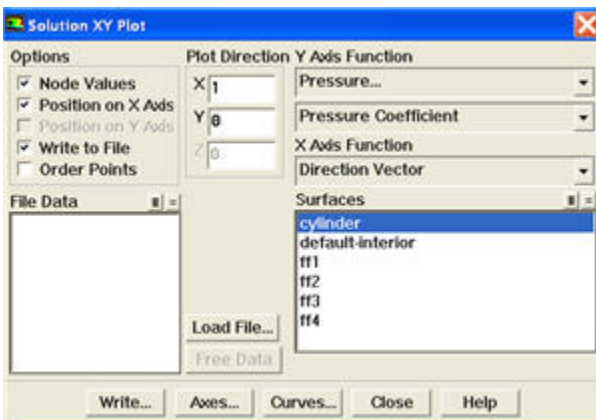 Solution XY Plot
Options
Node Values
Position on X Axis
Position on Y Axis
Write to File
Order Points
Plot Direction
X 1
Y 0
Z 0
Y Axis Function
Pressure...
Pressure Coefficient
X Axis Function
Direction Vector
File Data
Surfaces
cylinder
default-interior
ff1
ff2
ff3
ff4
Load File...
Free Data
Write... Axes... Curves... Close Help